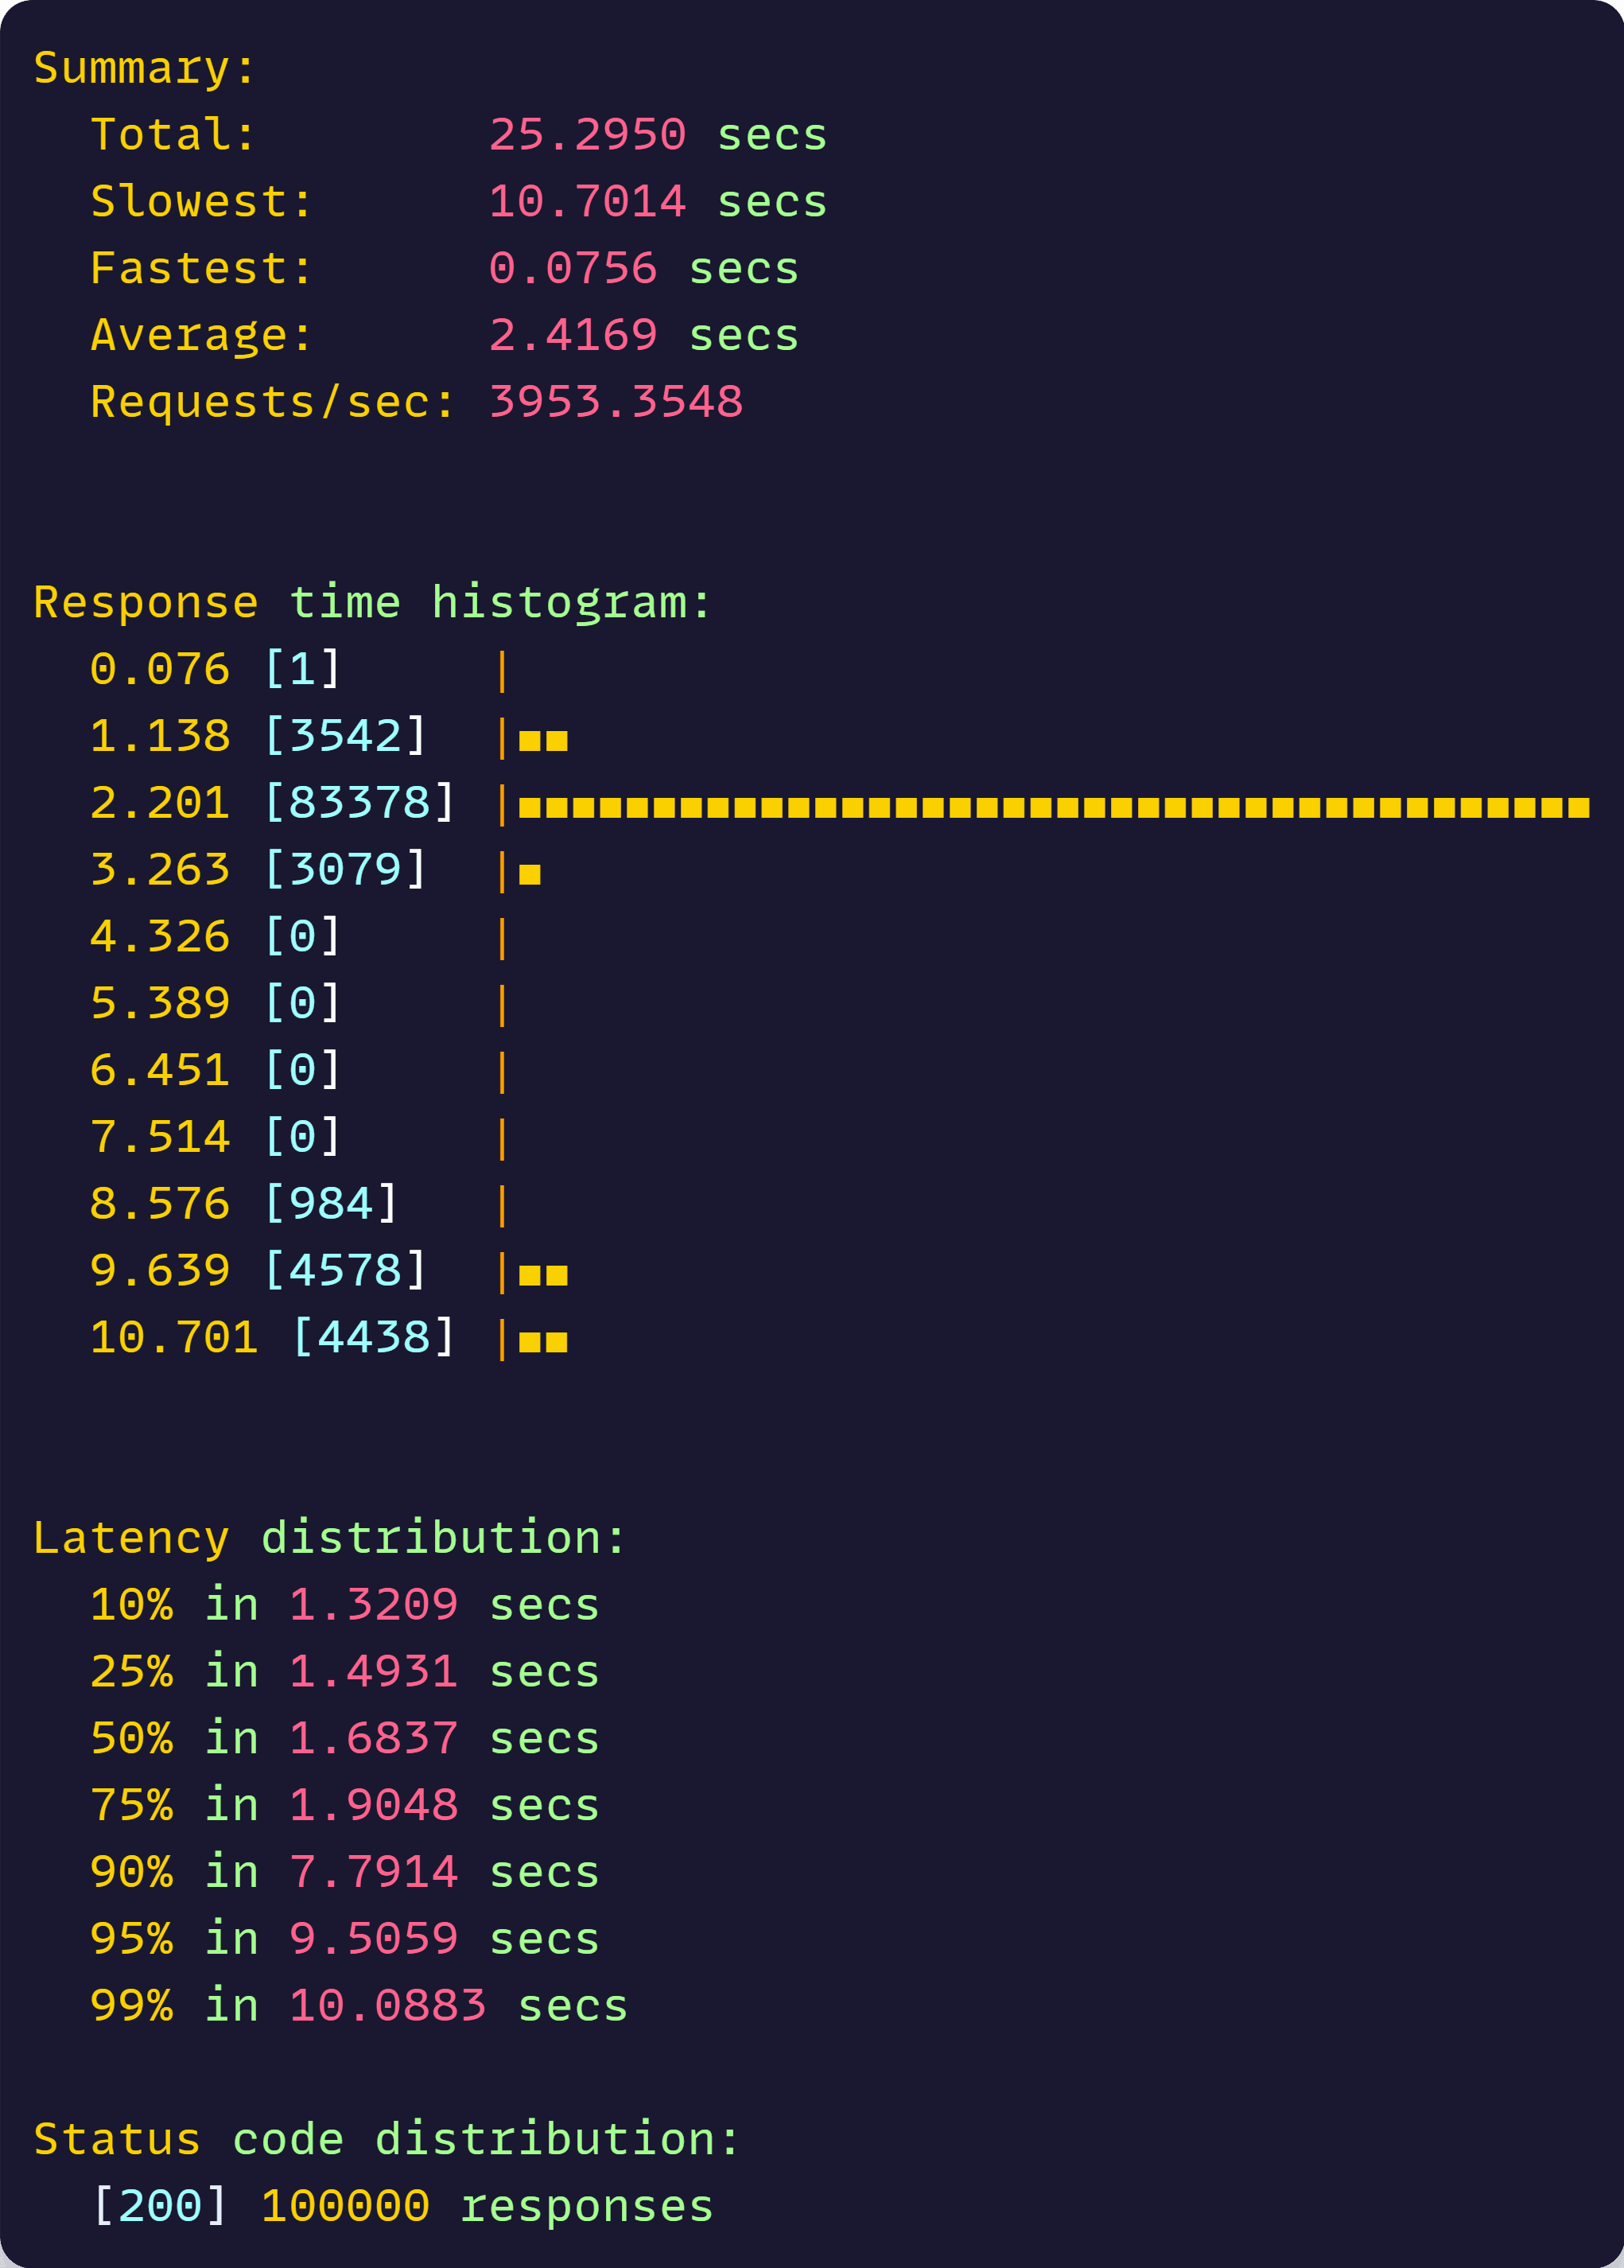 Summary:
  Total:        25.2950 secs
  Slowest:      10.7014 secs
  Fastest:      0.0756 secs
  Average:      2.4169 secs
  Requests/sec: 3953.3548

Response time histogram:
  0.076 [1]     |
  1.138 [3542]  |■■
  2.201 [83378] |■■■■■■■■■■■■■■■■■■■■■■■■■■■■■■■■■■■■■■■■
  3.263 [3079]  |■
  4.326 [0]     |
  5.389 [0]     |
  6.451 [0]     |
  7.514 [0]     |
  8.576 [984]   |
  9.639 [4578]  |■■
  10.701 [4438] |■■

Latency distribution:
  10% in 1.3209 secs
  25% in 1.4931 secs
  50% in 1.6837 secs
  75% in 1.9048 secs
  90% in 7.7914 secs
  95% in 9.5059 secs
  99% in 10.0883 secs

Status code distribution:
  [200] 100000 responses